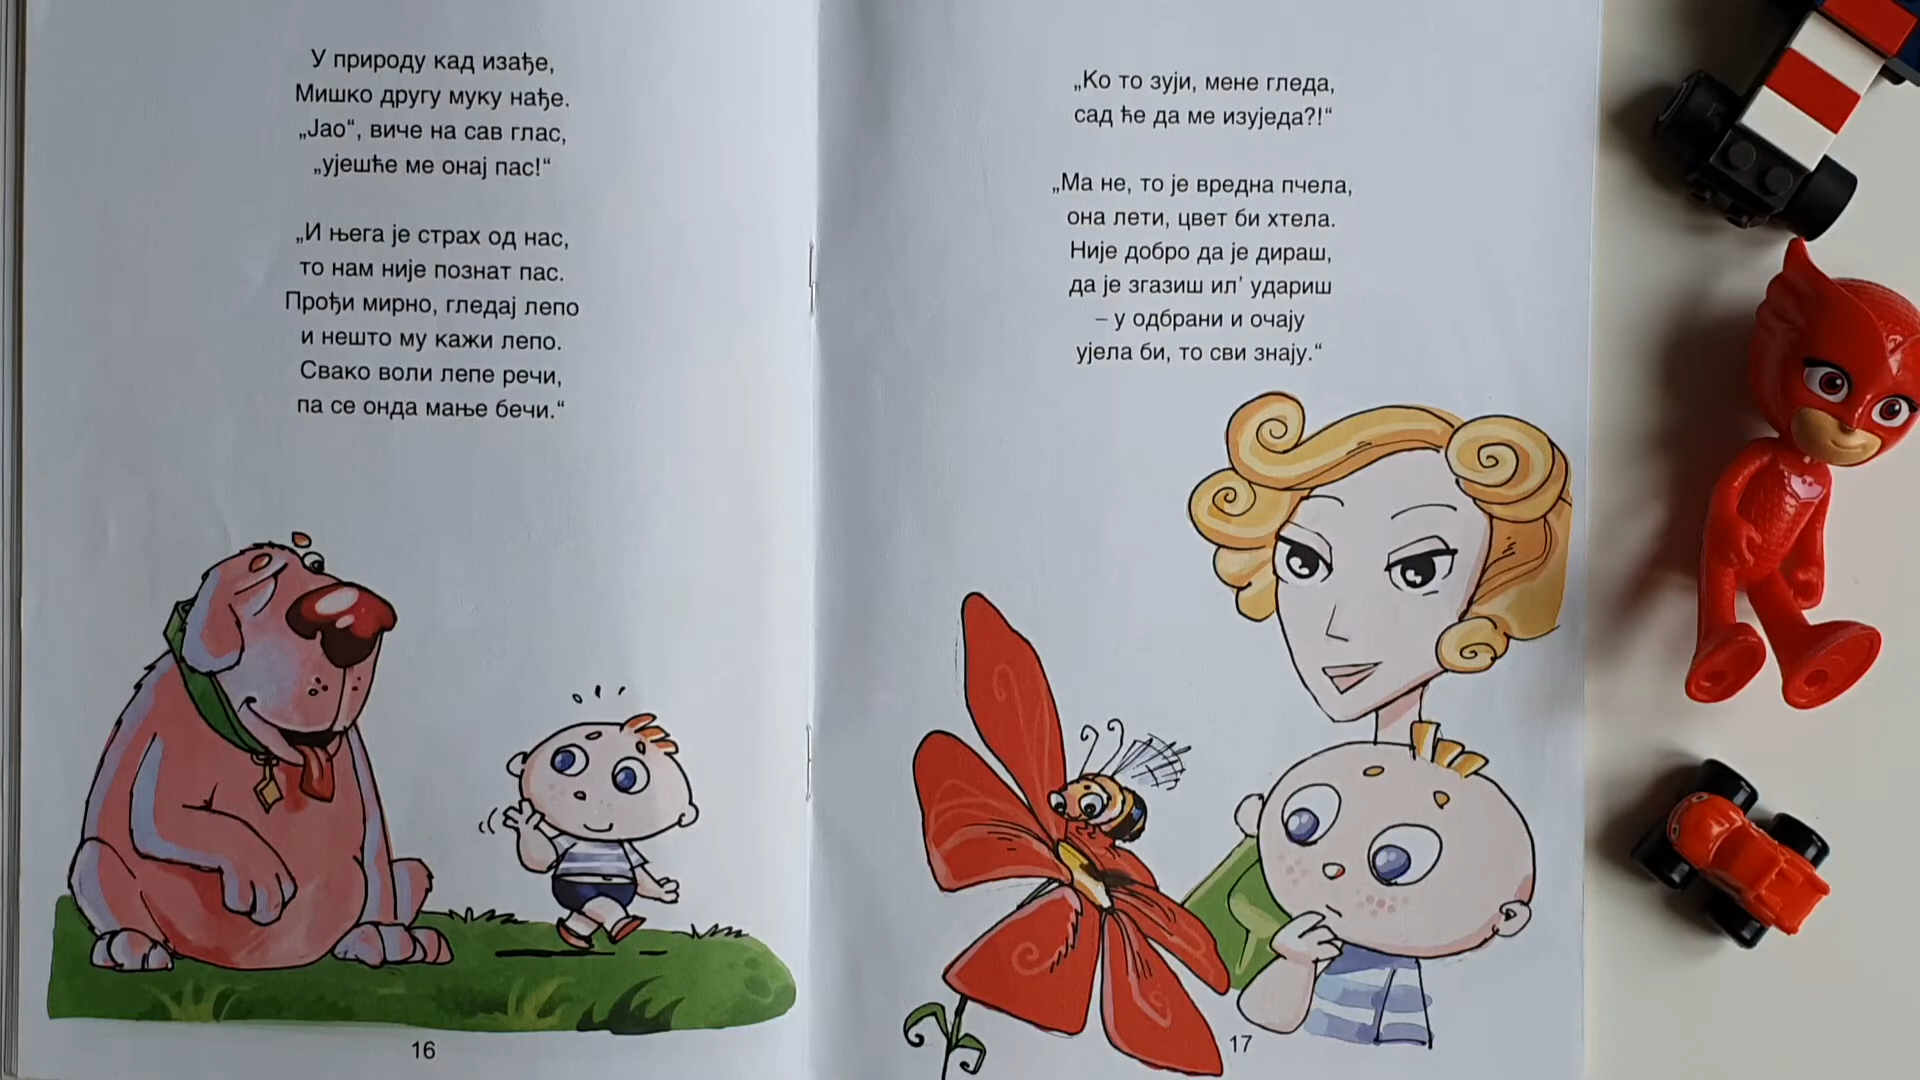 У природу кад изађе,
Мишко другу муку нађе.
„Јао“, виче на сав глас,
„ујешће ме онај пас!“
„И њега је страх од нас,
то нам није познат пас.
Прођи мирно, гледај лепо
и нешто му кажи лепо.
Свако воли лепе речи,
па се онда мање бечи.“
16
„Ко то зуји, мене гледа,
сад ће да ме изуједа?!“
„Ма не, то је вредна пчела,
она лети, цвет би хтела.
Није добро да је дираш,
да је згазиш ил’ удариш
– у одбрани и очају
ујела би, то сви знају.“
17